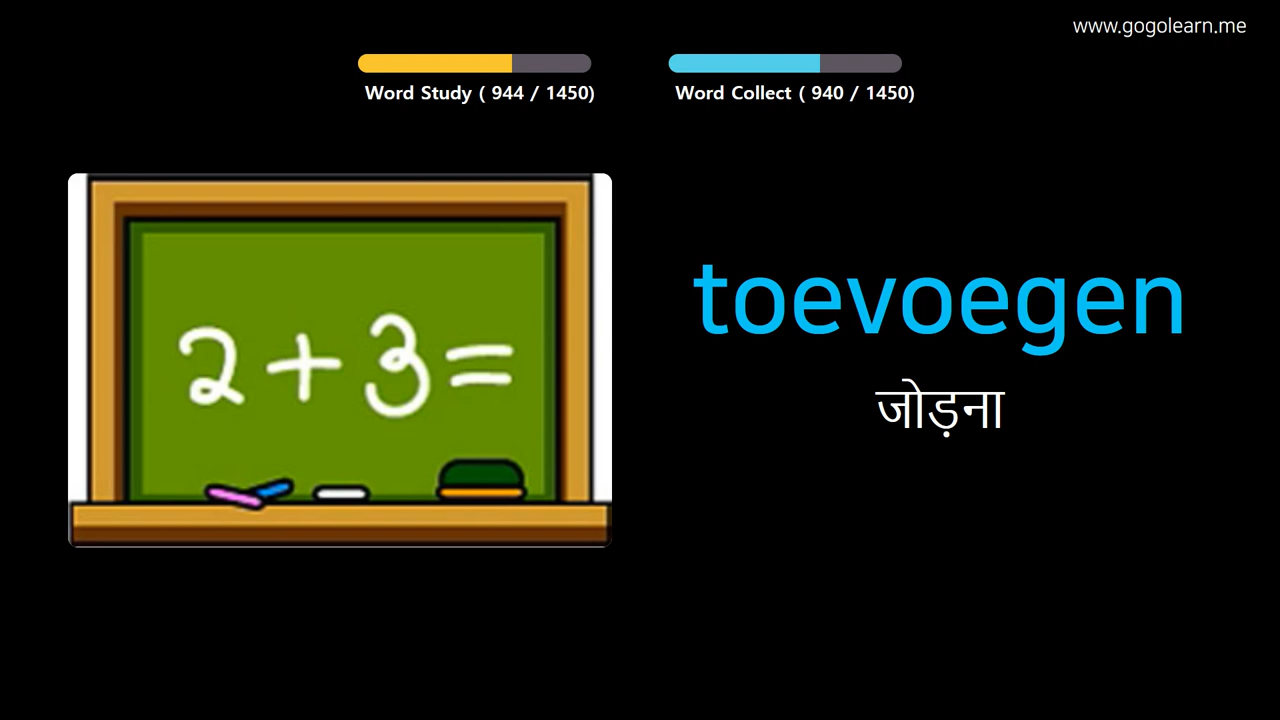 www.gogolearn.me
Word Study ( 944 / 1450)
Word Collect ( 940 / 1450)
2 + 3 =
toevoegen
जोड़ना